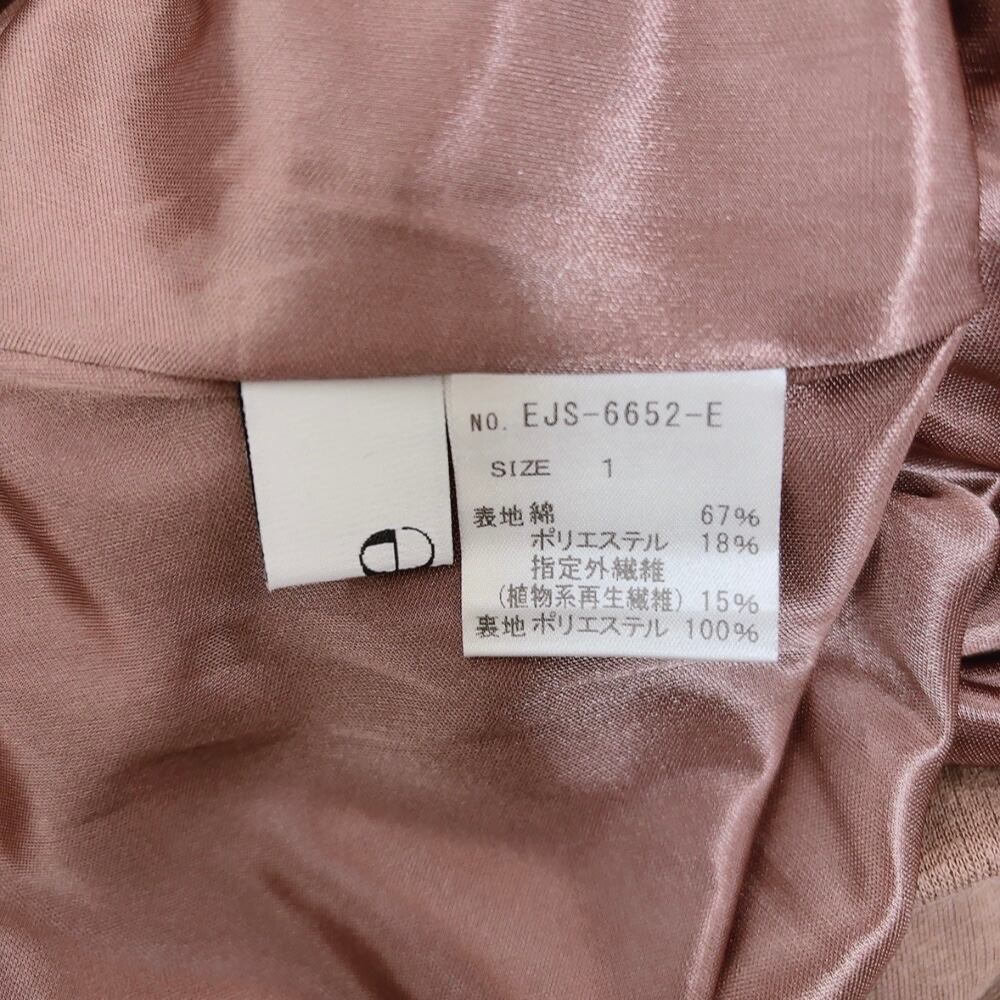 NO. EJS-6652-E
SIZE 1
表地 綿 67%
ポリエステル 18%
指定外繊維
(植物系再生繊維) 15%
裏地 ポリエステル 100%